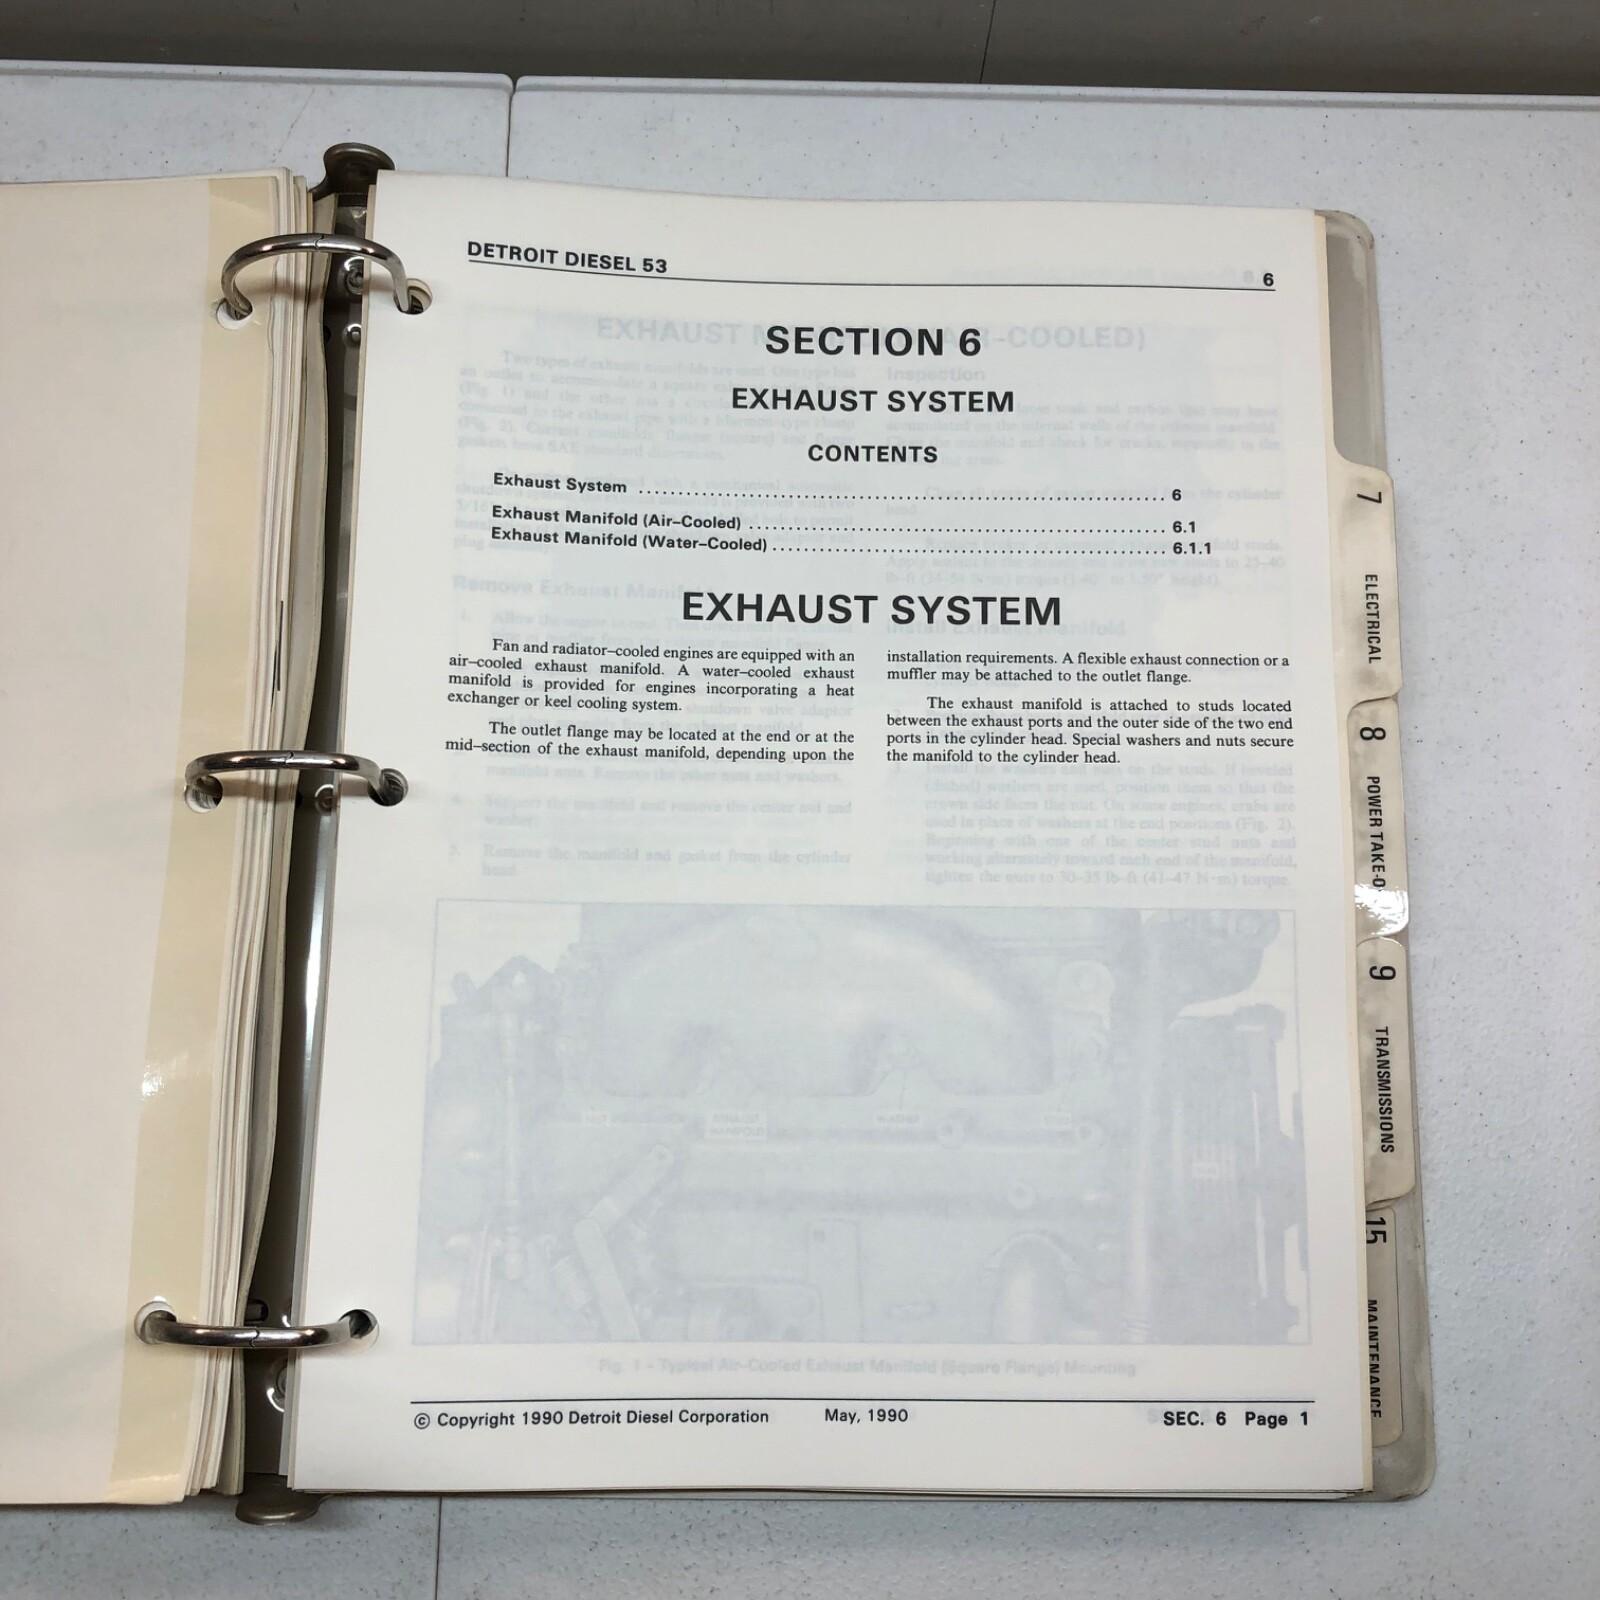 DETROIT DIESEL 53
6
SECTION 6
EXHAUST SYSTEM
CONTENTS
Exhaust System .................................................................. 6
Exhaust Manifold (Air–Cooled) .................................................... 6.1
Exhaust Manifold (Water–Cooled) .................................................. 6.1.1
EXHAUST SYSTEM
Fan and radiator–cooled engines are equipped with an
air–cooled exhaust manifold. A water–cooled exhaust
manifold is provided for engines incorporating a heat
exchanger or keel cooling system.
The outlet flange may be located at the end or at the
mid–section of the exhaust manifold, depending upon the
installation requirements. A flexible exhaust connection or a
muffler may be attached to the outlet flange.
The exhaust manifold is attached to studs located
between the exhaust ports and the outer side of the two end
ports in the cylinder head. Special washers and nuts secure
the manifold to the cylinder head.
© Copyright 1990 Detroit Diesel Corporation
May, 1990
SEC. 6 Page 1
7
ELECTRICAL
8
POWER TAKE-O
9
TRANSMISSIONS
15
MAINTENANCE